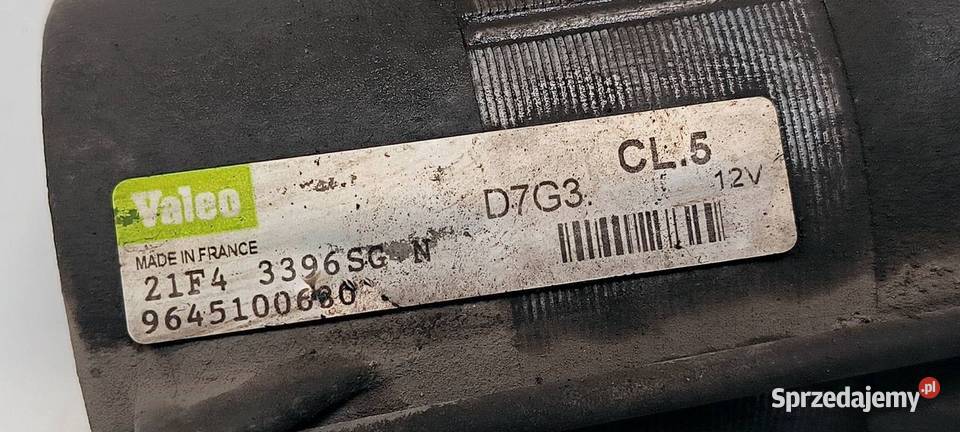 Valeo
D7G3.
CL.5
12V
MADE IN FRANCE
21F4 3396SG N
9645100680
Sprzedajemy.pl